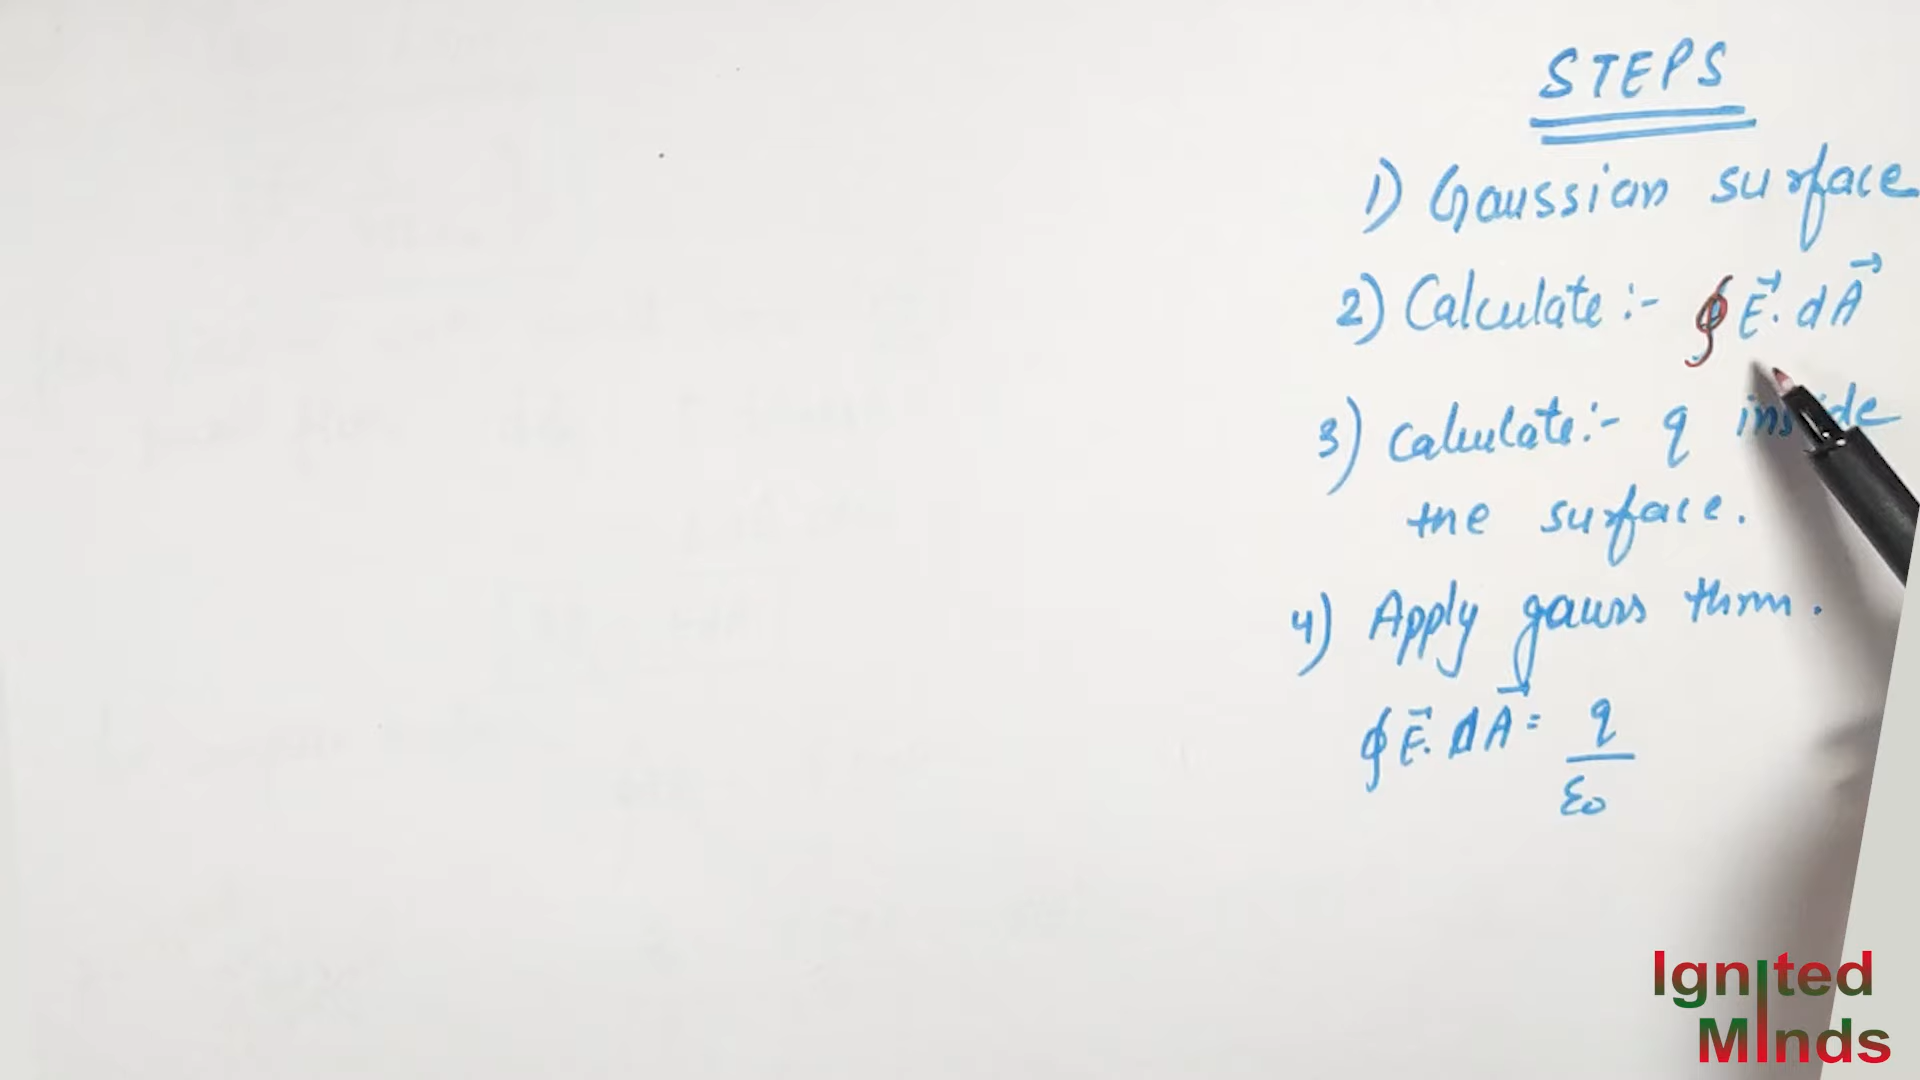 STEPS
1) Gaussian surface
2) Calculate :- ∮ E⃗. dA⃗
3) Calculate :- q inside
the surface.
4) Apply gauss thrm.
∮ E⃗. dA⃗ = q/ε₀
Ignited
Minds